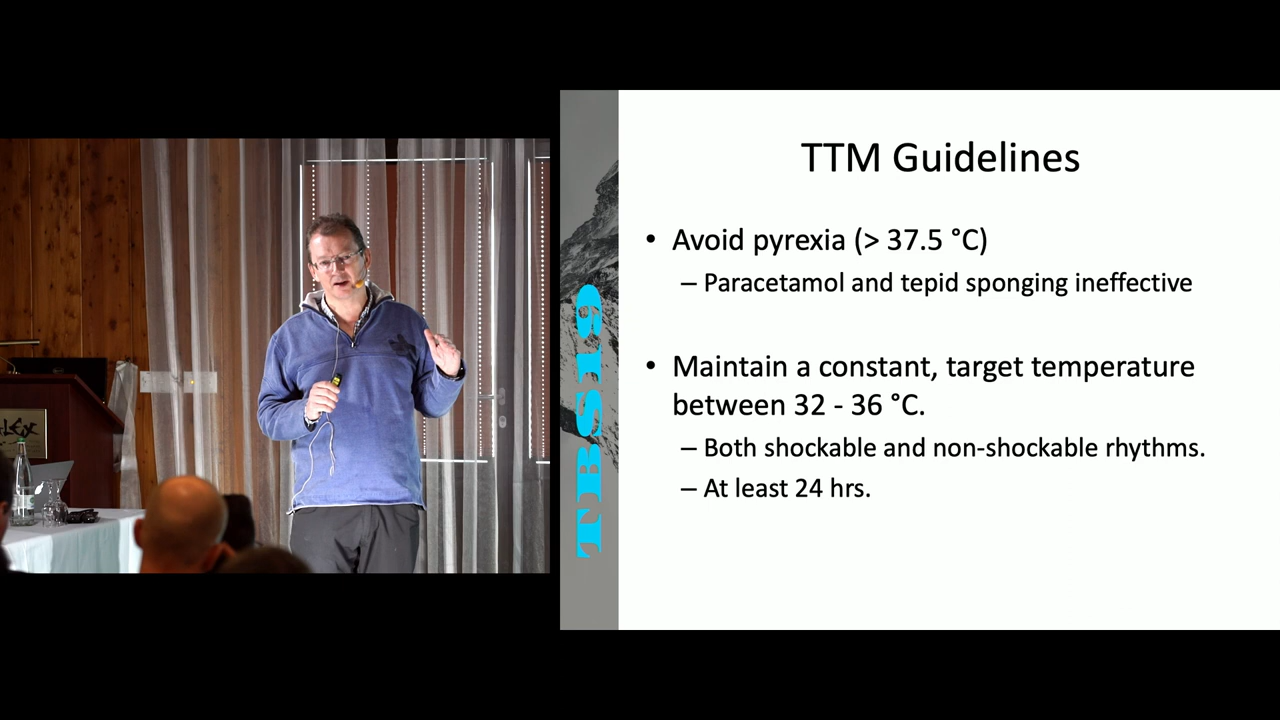 TTM Guidelines
• Avoid pyrexia (> 37.5 °C)
– Paracetamol and tepid sponging ineffective
• Maintain a constant, target temperature
between 32 - 36 °C.
– Both shockable and non-shockable rhythms.
– At least 24 hrs.
TBS19